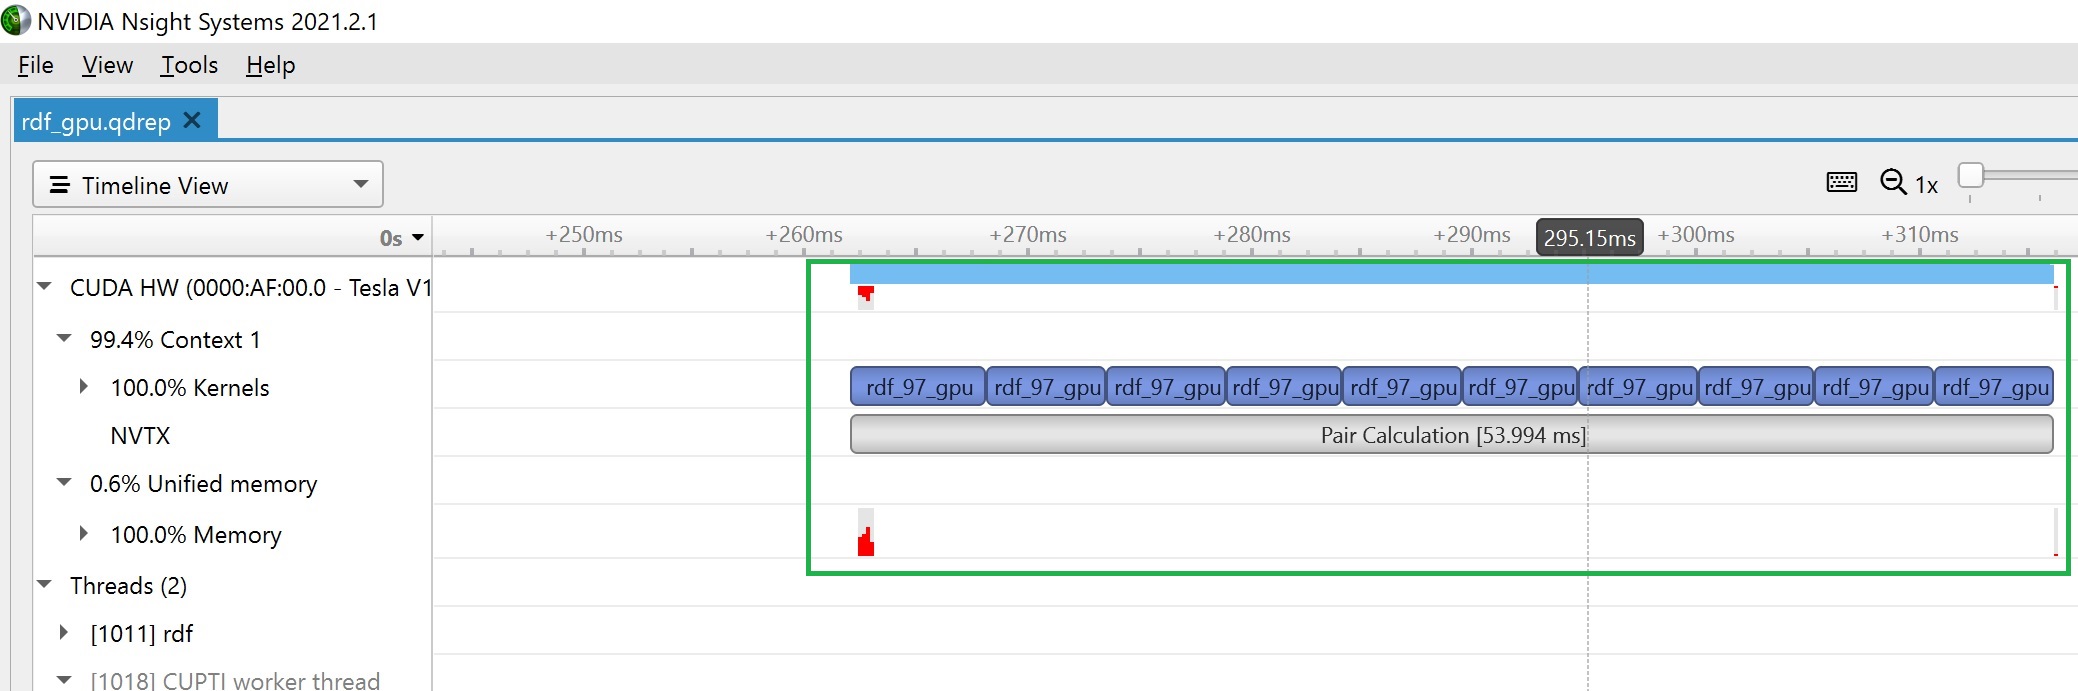 NVIDIA Nsight Systems 2021.2.1
File View Tools Help
rdf_gpu.qdrep
Timeline View
1x
0s
+250ms +260ms +270ms +280ms +290ms 295.15ms +300ms +310ms
CUDA HW (0000:AF:00.0 - Tesla V1
99.4% Context 1
100.0% Kernels
rdf_97_gpu rdf_97_gpu rdf_97_gpu rdf_97_gpu rdf_97_gpu rdf_97_gpu rdf_97_gpu rdf_97_gpu rdf_97_gpu rdf_97_gpu
NVTX
Pair Calculation [53.994 ms]
0.6% Unified memory
100.0% Memory
Threads (2)
[1011] rdf
[1018] CUPTI worker thread